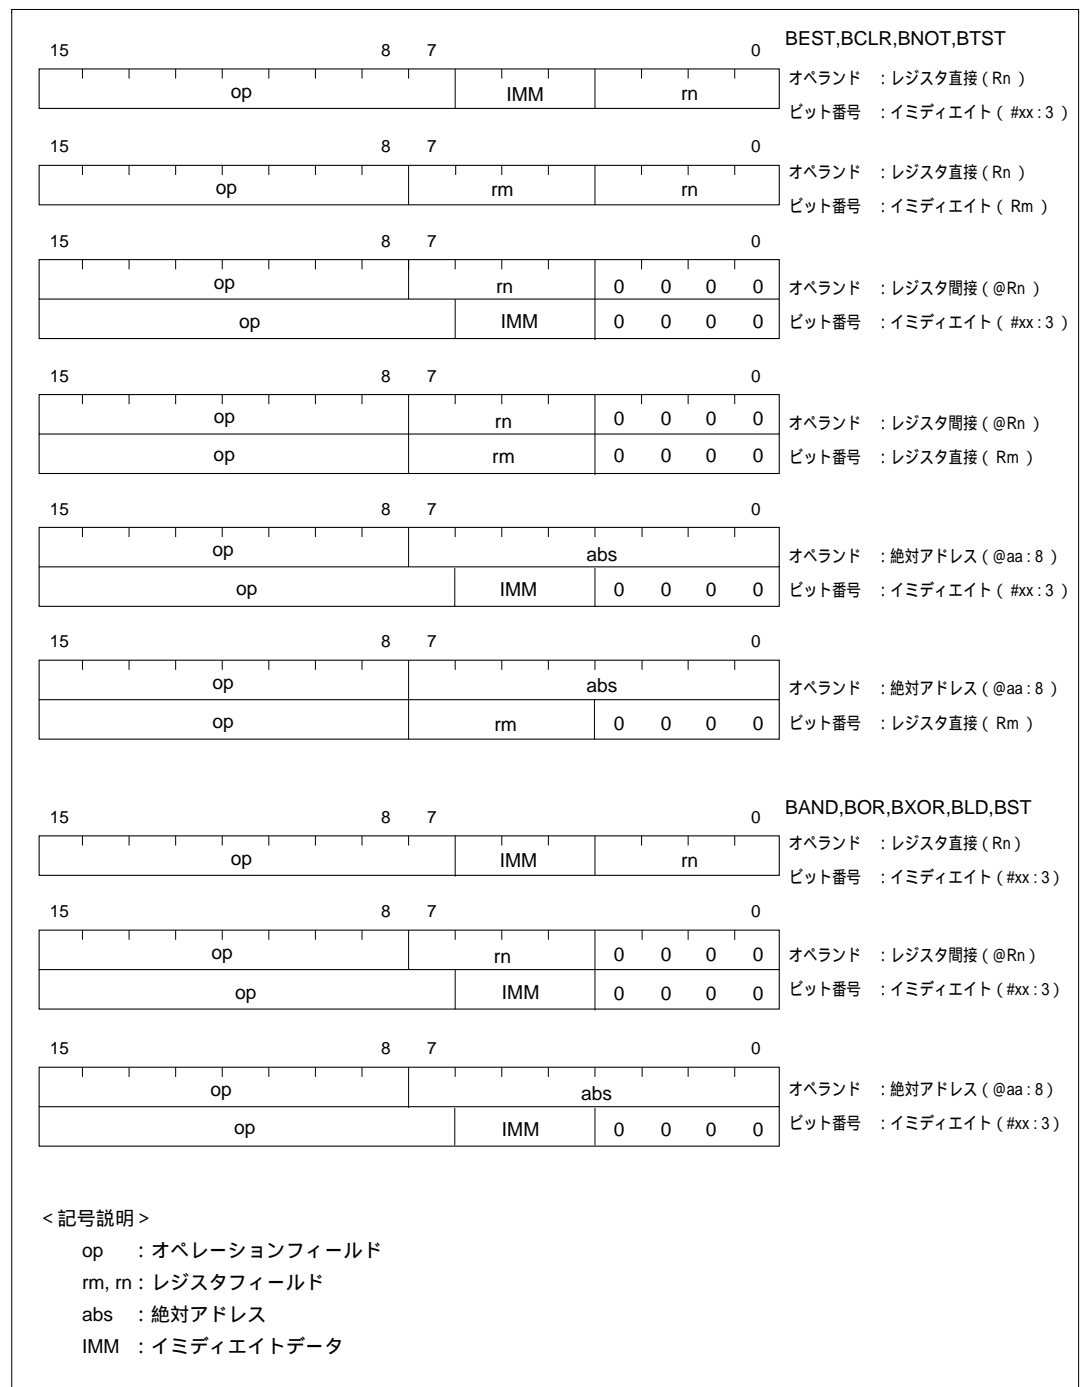 BEST,BCLR,BNOT,BTST
15 8 7 0
op IMM rn
オペランド :レジスタ直接(Rn)
ビット番号 :イミディエイト(#xx:3)
15 8 7 0
op rm rn
オペランド :レジスタ直接(Rn)
ビット番号 :イミディエイト(Rm)
15 8 7 0
op rn 0 0 0 0
オペランド :レジスタ間接(@Rn)
op IMM 0 0 0 0
ビット番号 :イミディエイト(#xx:3)
15 8 7 0
op rn 0 0 0 0
オペランド :レジスタ間接(@Rn)
op rm 0 0 0 0
ビット番号 :レジスタ直接(Rm)
15 8 7 0
op abs
オペランド :絶対アドレス(@aa:8)
op IMM 0 0 0 0
ビット番号 :イミディエイト(#xx:3)
15 8 7 0
op abs
オペランド :絶対アドレス(@aa:8)
op rm 0 0 0 0
ビット番号 :レジスタ直接(Rm)
BAND,BOR,BXOR,BLD,BST
15 8 7 0
op IMM rn
オペランド :レジスタ直接(Rn)
ビット番号 :イミディエイト(#xx:3)
15 8 7 0
op rn 0 0 0 0
オペランド :レジスタ間接(@Rn)
op IMM 0 0 0 0
ビット番号 :イミディエイト(#xx:3)
15 8 7 0
op abs
オペランド :絶対アドレス(@aa:8)
op IMM 0 0 0 0
ビット番号 :イミディエイト(#xx:3)
<記号説明>
op :オペレーションフィールド
rm, rn:レジスタフィールド
abs :絶対アドレス
IMM :イミディエイトデータ